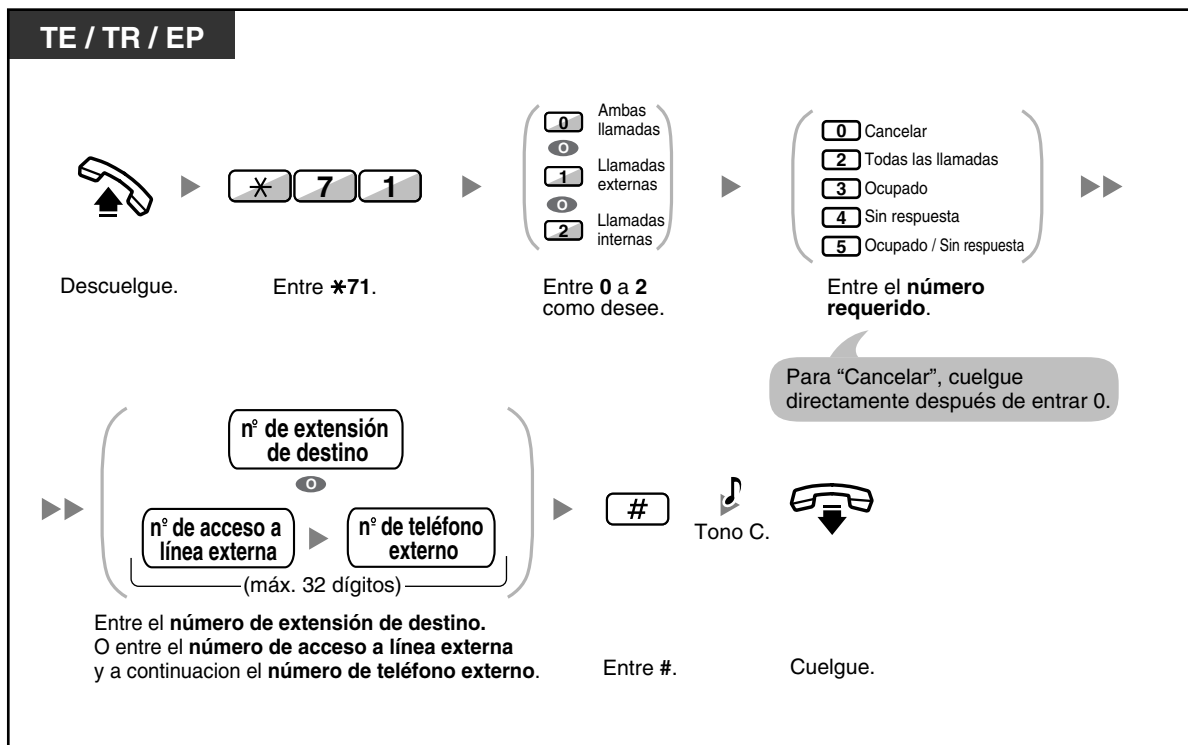 TE / TR / EP
Descuelgue.
✳ 7 1
Entre ✳71.
0 Ambas
llamadas
O
1 Llamadas
externas
O
2 Llamadas
internas
Entre 0 a 2
como desee.
0 Cancelar
2 Todas las llamadas
3 Ocupado
4 Sin respuesta
5 Ocupado / Sin respuesta
Entre el número
requerido.
Para “Cancelar”, cuelgue
directamente después de entrar 0.
nº de extensión
de destino
O
nº de acceso a
línea externa
nº de teléfono
externo
(máx. 32 dígitos)
Entre el número de extensión de destino.
O entre el número de acceso a línea externa
y a continuacion el número de teléfono externo.
#
Entre #.
Tono C.
Cuelgue.